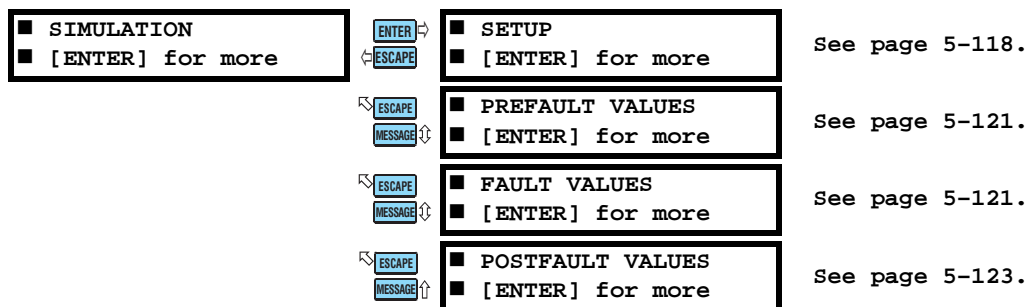 ■ SIMULATION
■ [ENTER] for more
ENTER ⇨
⇦ ESCAPE
■ SETUP
■ [ENTER] for more
See page 5–118.
ESCAPE
MESSAGE
■ PREFAULT VALUES
■ [ENTER] for more
See page 5–121.
ESCAPE
MESSAGE
■ FAULT VALUES
■ [ENTER] for more
See page 5–121.
ESCAPE
MESSAGE
■ POSTFAULT VALUES
■ [ENTER] for more
See page 5–123.